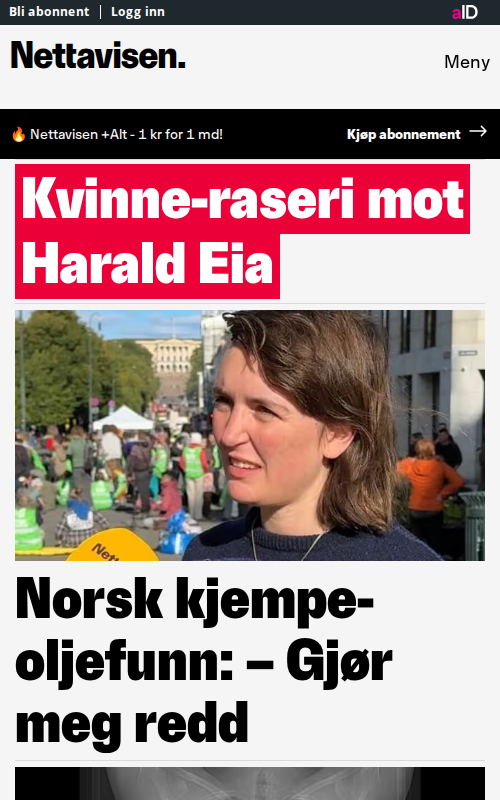 Bli abonnent | Logg inn
aID
Nettavisen.
Meny
🔥 Nettavisen +Alt - 1 kr for 1 md!
Kjøp abonnement →
Kvinne-raseri mot
Harald Eia
Nett
Norsk kjempe-
oljefunn: – Gjør
meg redd